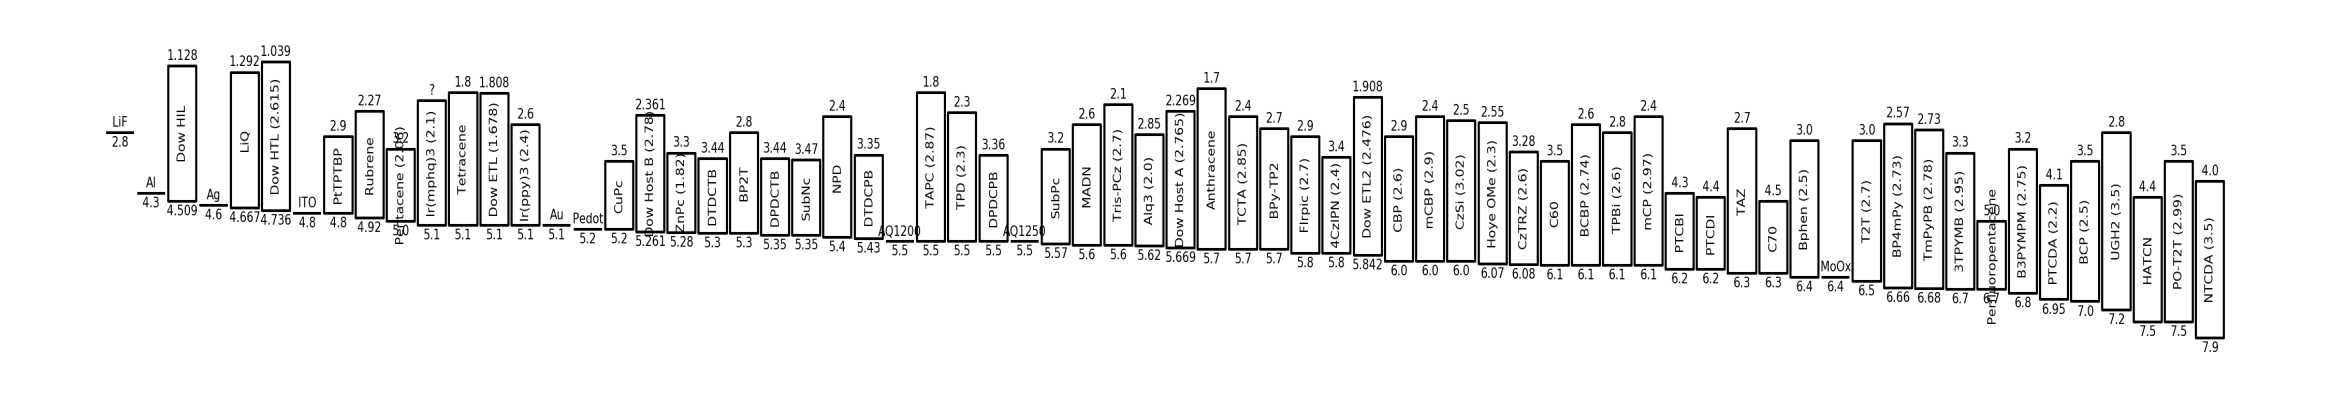 LiF
2.8
Al
4.3
1.128
Dow HIL
4.509
Ag
4.6
1.292
LiQ
4.667
1.039
Dow HTL (2.615)
4.736
ITO
4.8
2.9
PtTPTBP
4.8
2.27
Rubrene
4.92
Pentacene
5.0
?
Ir(mphq)3 (2.1)
5.1
1.8
Tetracene
5.1
1.808
Dow ETL (1.678)
5.1
2.6
Ir(ppy)3 (2.4)
5.1
Au
5.1
Pedot
5.2
3.5
CuPc
5.2
2.361
Dow Host B (2.78)
5.261
3.3
ZnPc (1.82)
5.28
3.44
DTDCTB
5.3
2.8
BP2T
5.3
3.44
DPDCTB
5.35
3.47
SubNc
5.35
2.4
NPD
5.4
3.35
DTDCPB
5.43
AQ1200
5.5
1.8
TAPC (2.87)
5.5
2.3
TPD (2.3)
5.5
3.36
DPDCPB
5.5
AQ1250
5.5
3.2
SubPc
5.57
2.6
MADN
5.6
2.1
Tris-PCz (2.7)
5.6
2.85
Alq3 (2.0)
5.62
2.269
Dow Host A (2.765)
5.669
1.7
Anthracene
5.7
2.4
TCTA (2.85)
5.7
2.7
BPy-TP2
5.7
2.9
FIrpic (2.7)
5.8
3.4
4CzIPN (2.4)
5.8
1.908
Dow ETL2 (2.476)
5.842
2.9
CBP (2.6)
6.0
2.4
mCBP (2.9)
6.0
2.5
CzSi (3.02)
6.0
2.55
Hoye OMe (2.3)
6.07
3.28
CzTRZ (2.6)
6.08
3.5
C60
6.1
2.6
BCBP (2.74)
6.1
2.8
TPBi (2.6)
6.1
2.4
mCP (2.97)
6.1
4.3
PTCBI
6.2
4.4
PTCDI
6.2
2.7
TAZ
6.3
4.5
C70
6.3
3.0
Bphen (2.5)
6.4
MoOx
6.4
3.0
T2T (2.7)
6.5
2.57
BP4mPy (2.73)
6.66
2.73
TmPyPB (2.78)
6.68
3.3
3TPYMB (2.95)
6.7
5.0
Perfluoropentacene
6.7
3.2
B3PYMPM (2.75)
6.8
4.1
PTCDA (2.2)
6.95
3.5
BCP (2.5)
7.0
2.8
UGH2 (3.5)
7.2
4.4
HATCN
7.5
3.5
PO-T2T (2.99)
7.5
4.0
NTCDA (3.5)
7.9